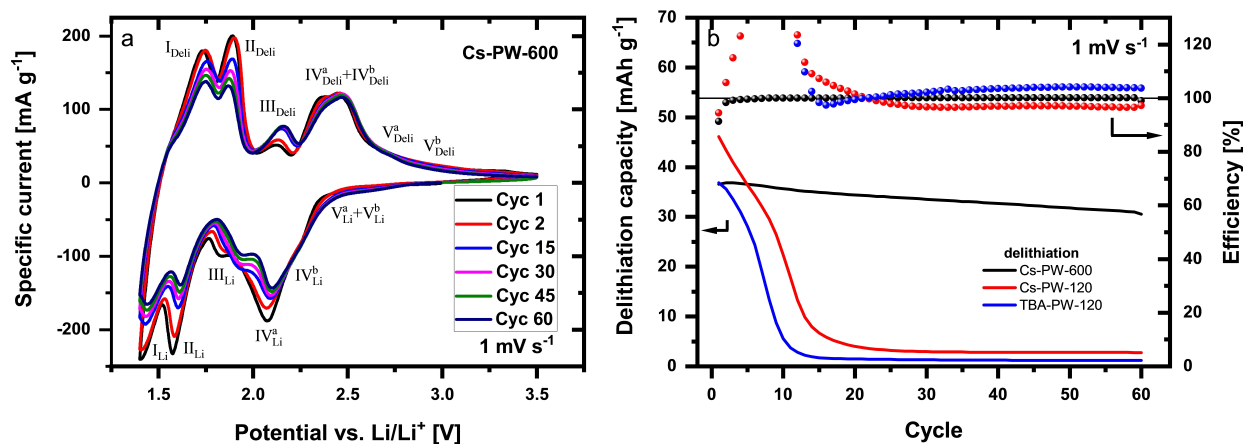 a
Cs-PW-600
I_Deli
II_Deli
III_Deli
IV^a_Deli+IV^b_Deli
V^a_Deli
V^b_Deli
V^a_Li+V^b_Li
III_Li
IV^b_Li
IV^a_Li
I_Li
II_Li
Cyc 1
Cyc 2
Cyc 15
Cyc 30
Cyc 45
Cyc 60
1 mV s⁻¹
200
100
0
-100
-200
Specific current [mA g⁻¹]
1.5
2.0
2.5
3.0
3.5
Potential vs. Li/Li⁺ [V]
b
1 mV s⁻¹
70
60
50
40
30
20
10
0
Delithiation capacity [mAh g⁻¹]
delithiation
Cs-PW-600
Cs-PW-120
TBA-PW-120
120
100
80
60
40
20
0
Efficiency [%]
0
10
20
30
40
50
60
Cycle